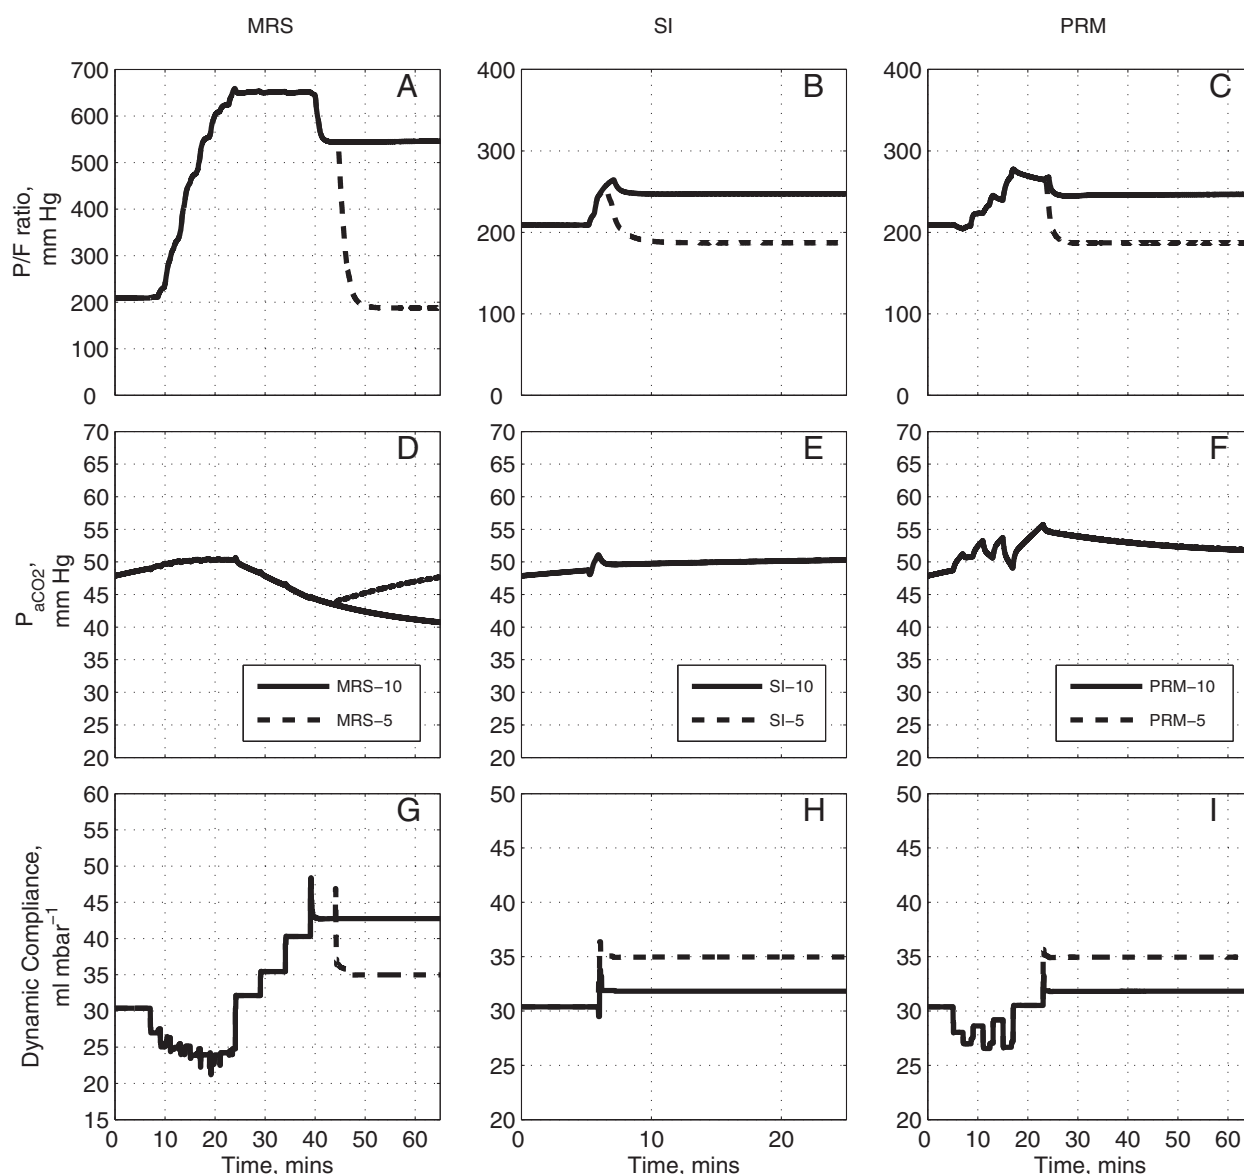 MRS
SI
PRM
A
700
600
500
400
300
200
100
0
P/F ratio,
mm Hg
B
400
300
200
100
0
C
400
300
200
100
0
D
70
65
60
55
50
45
40
35
30
25
20
PaCO2,
mm Hg
MRS−10
MRS−5
E
70
65
60
55
50
45
40
35
30
25
20
SI−10
SI−5
F
70
65
60
55
50
45
40
35
30
25
20
PRM−10
PRM−5
G
60
55
50
45
40
35
30
25
20
15
Dynamic Compliance,
ml mbar−1
0 10 20 30 40 50 60
Time, mins
H
50
45
40
35
30
25
20
0 10 20
Time, mins
I
50
45
40
35
30
25
20
0 10 20 30 40 50 60
Time, mins